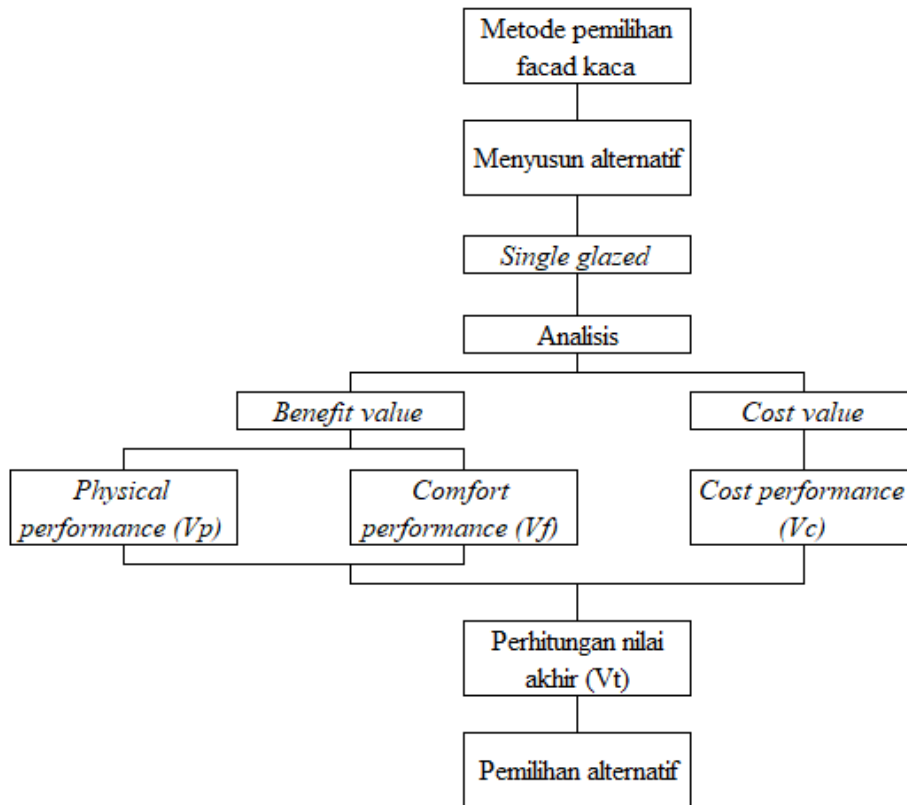 Metode pemilihan
facad kaca
Menyusun alternatif
Single glazed
Analisis
Benefit value
Cost value
Physical
performance (Vp)
Comfort
performance (Vf)
Cost performance
(Vc)
Perhitungan nilai
akhir (Vt)
Pemilihan alternatif